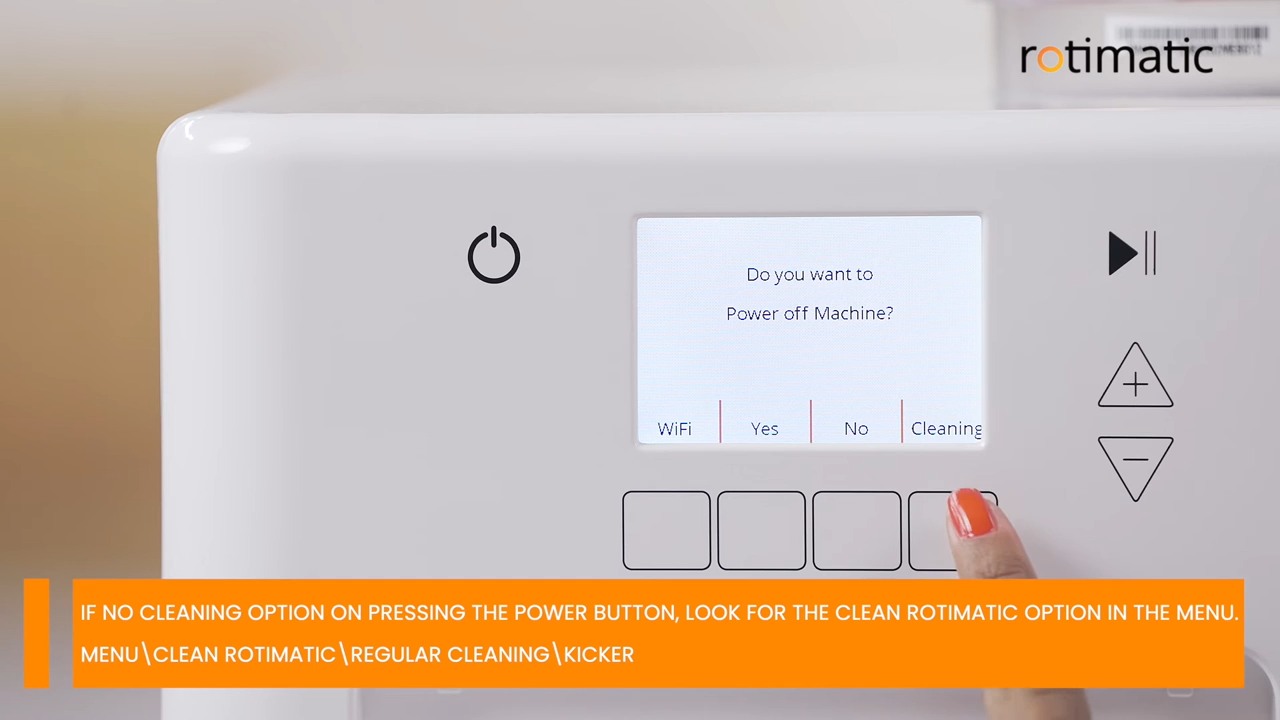 rotimatic
Do you want to
Power off Machine?
WiFi Yes No Cleaning
IF NO CLEANING OPTION ON PRESSING THE POWER BUTTON, LOOK FOR THE CLEAN ROTIMATIC OPTION IN THE MENU.
MENU\CLEAN ROTIMATIC\REGULAR CLEANING\KICKER